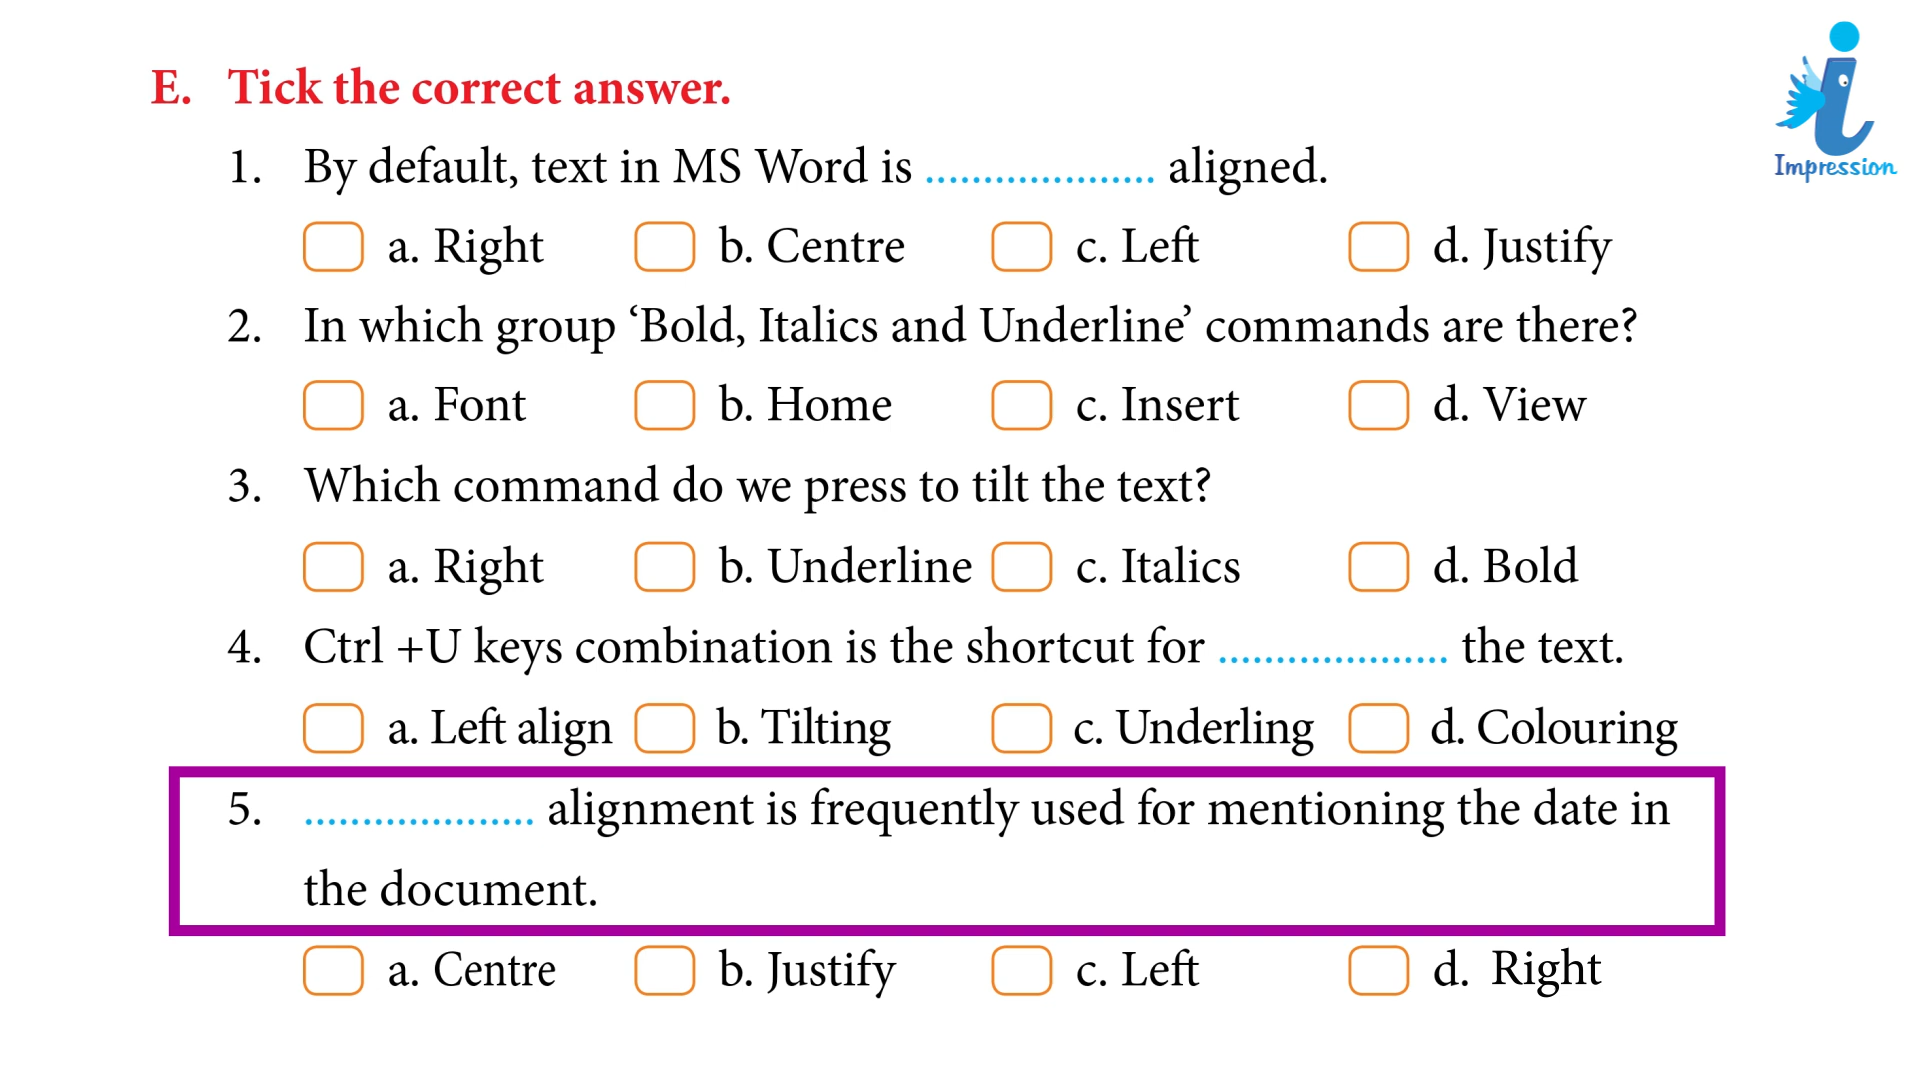 E. Tick the correct answer.
Impression
1. By default, text in MS Word is .................... aligned.
a. Right b. Centre c. Left d. Justify
2. In which group ‘Bold, Italics and Underline’ commands are there?
a. Font b. Home c. Insert d. View
3. Which command do we press to tilt the text?
a. Right b. Underline c. Italics d. Bold
4. Ctrl +U keys combination is the shortcut for .................... the text.
a. Left align b. Tilting c. Underling d. Colouring
5. .................... alignment is frequently used for mentioning the date in
the document.
a. Centre b. Justify c. Left d. Right